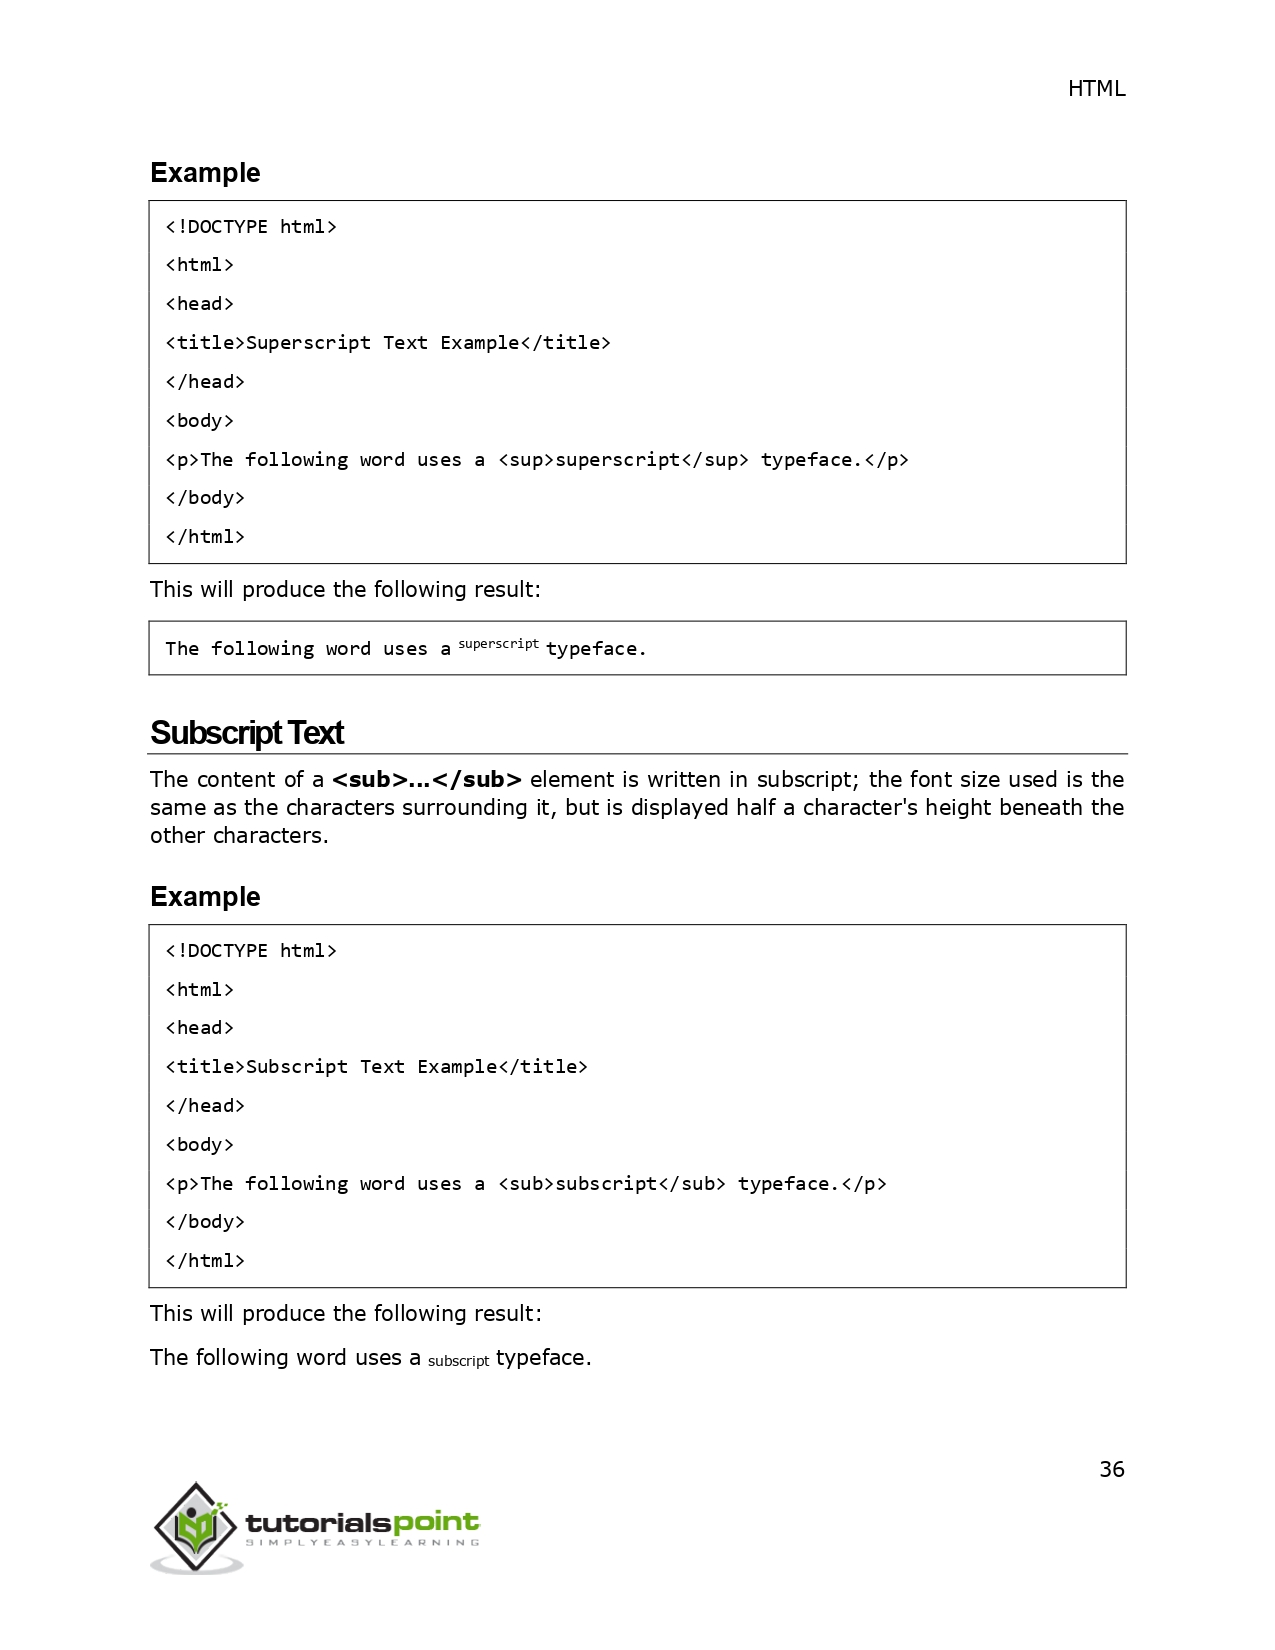 HTML
Example
<!DOCTYPE html>
<html>
<head>
<title>Superscript Text Example</title>
</head>
<body>
<p>The following word uses a <sup>superscript</sup> typeface.</p>
</body>
</html>
This will produce the following result:
The following word uses a superscript typeface.
Subscript Text
The content of a <sub>...</sub> element is written in subscript; the font size used is the
same as the characters surrounding it, but is displayed half a character's height beneath the
other characters.
Example
<!DOCTYPE html>
<html>
<head>
<title>Subscript Text Example</title>
</head>
<body>
<p>The following word uses a <sub>subscript</sub> typeface.</p>
</body>
</html>
This will produce the following result:
The following word uses a subscript typeface.
36
tutorialspoint
SIMPLYEASYLEARNING